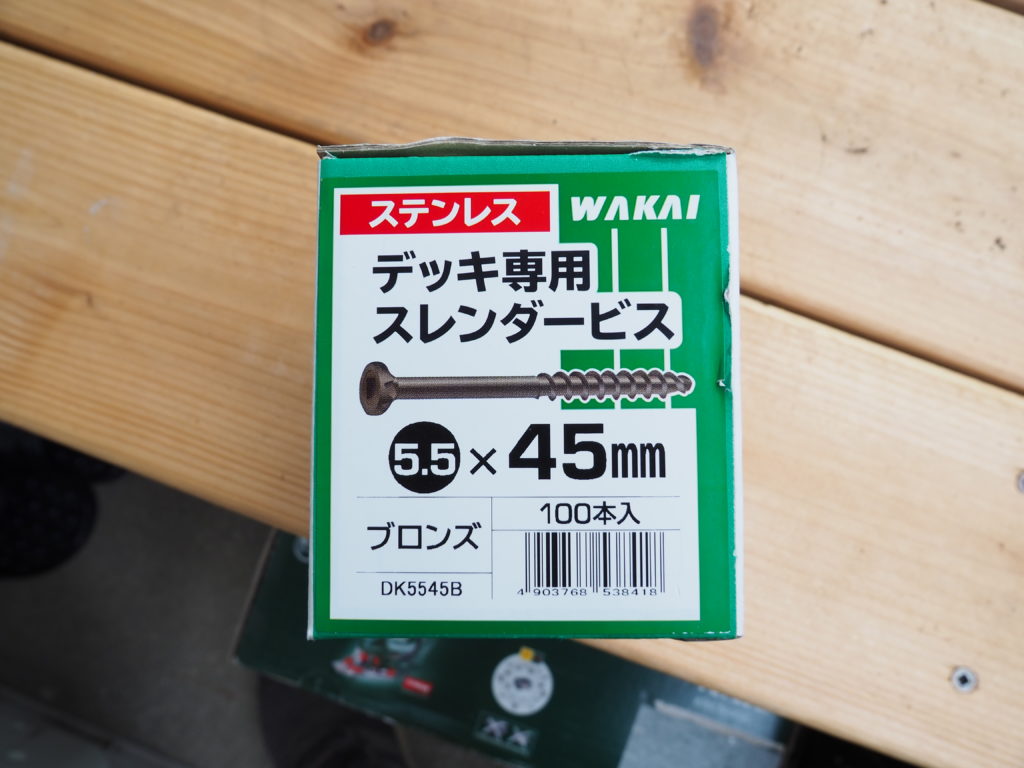 ステンレス
WAKAI
デッキ専用
スレンダービス
5.5×45mm
100本入
ブロンズ
DK5545B
4 903768 538418